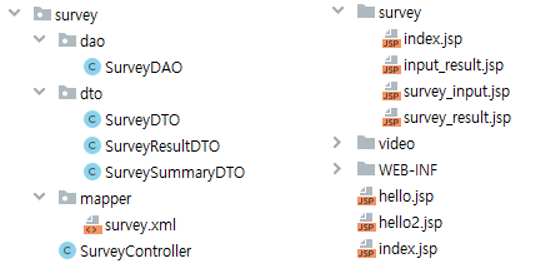 survey
dao
SurveyDAO
dto
SurveyDTO
SurveyResultDTO
SurveySummaryDTO
mapper
survey.xml
SurveyController
survey
JSP index.jsp
JSP input_result.jsp
JSP survey_input.jsp
JSP survey_result.jsp
video
WEB-INF
JSP hello.jsp
JSP hello2.jsp
JSP index.jsp